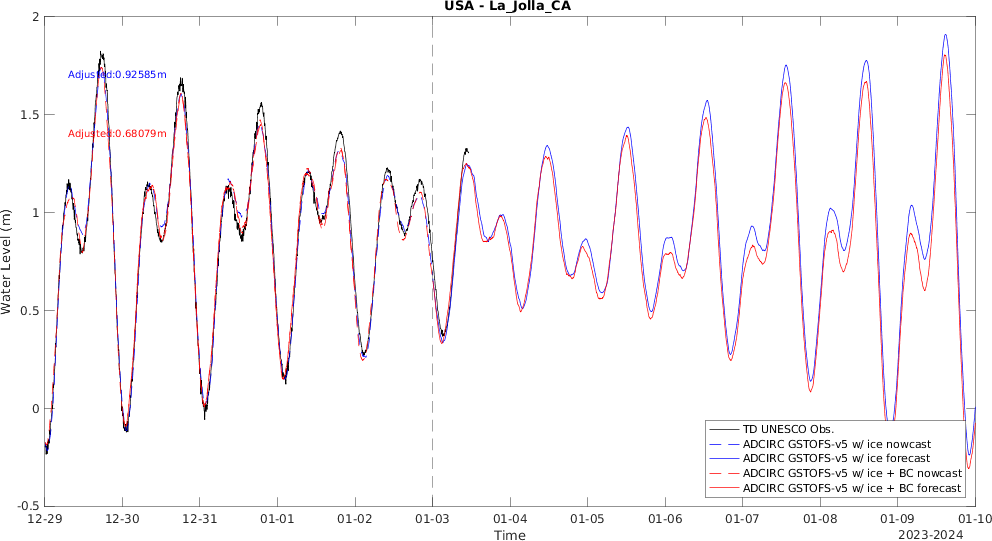 USA - La_Jolla_CA
2
1.5
1
0.5
0
-0.5
Water Level (m)
Adjusted:0.92585m
Adjusted:0.68079m
TD UNESCO Obs.
ADCIRC GSTOFS-v5 w/ ice nowcast
ADCIRC GSTOFS-v5 w/ ice forecast
ADCIRC GSTOFS-v5 w/ ice + BC nowcast
ADCIRC GSTOFS-v5 w/ ice + BC forecast
12-29 12-30 12-31 01-01 01-02 01-03 01-04 01-05 01-06 01-07 01-08 01-09 01-10
Time
2023-2024